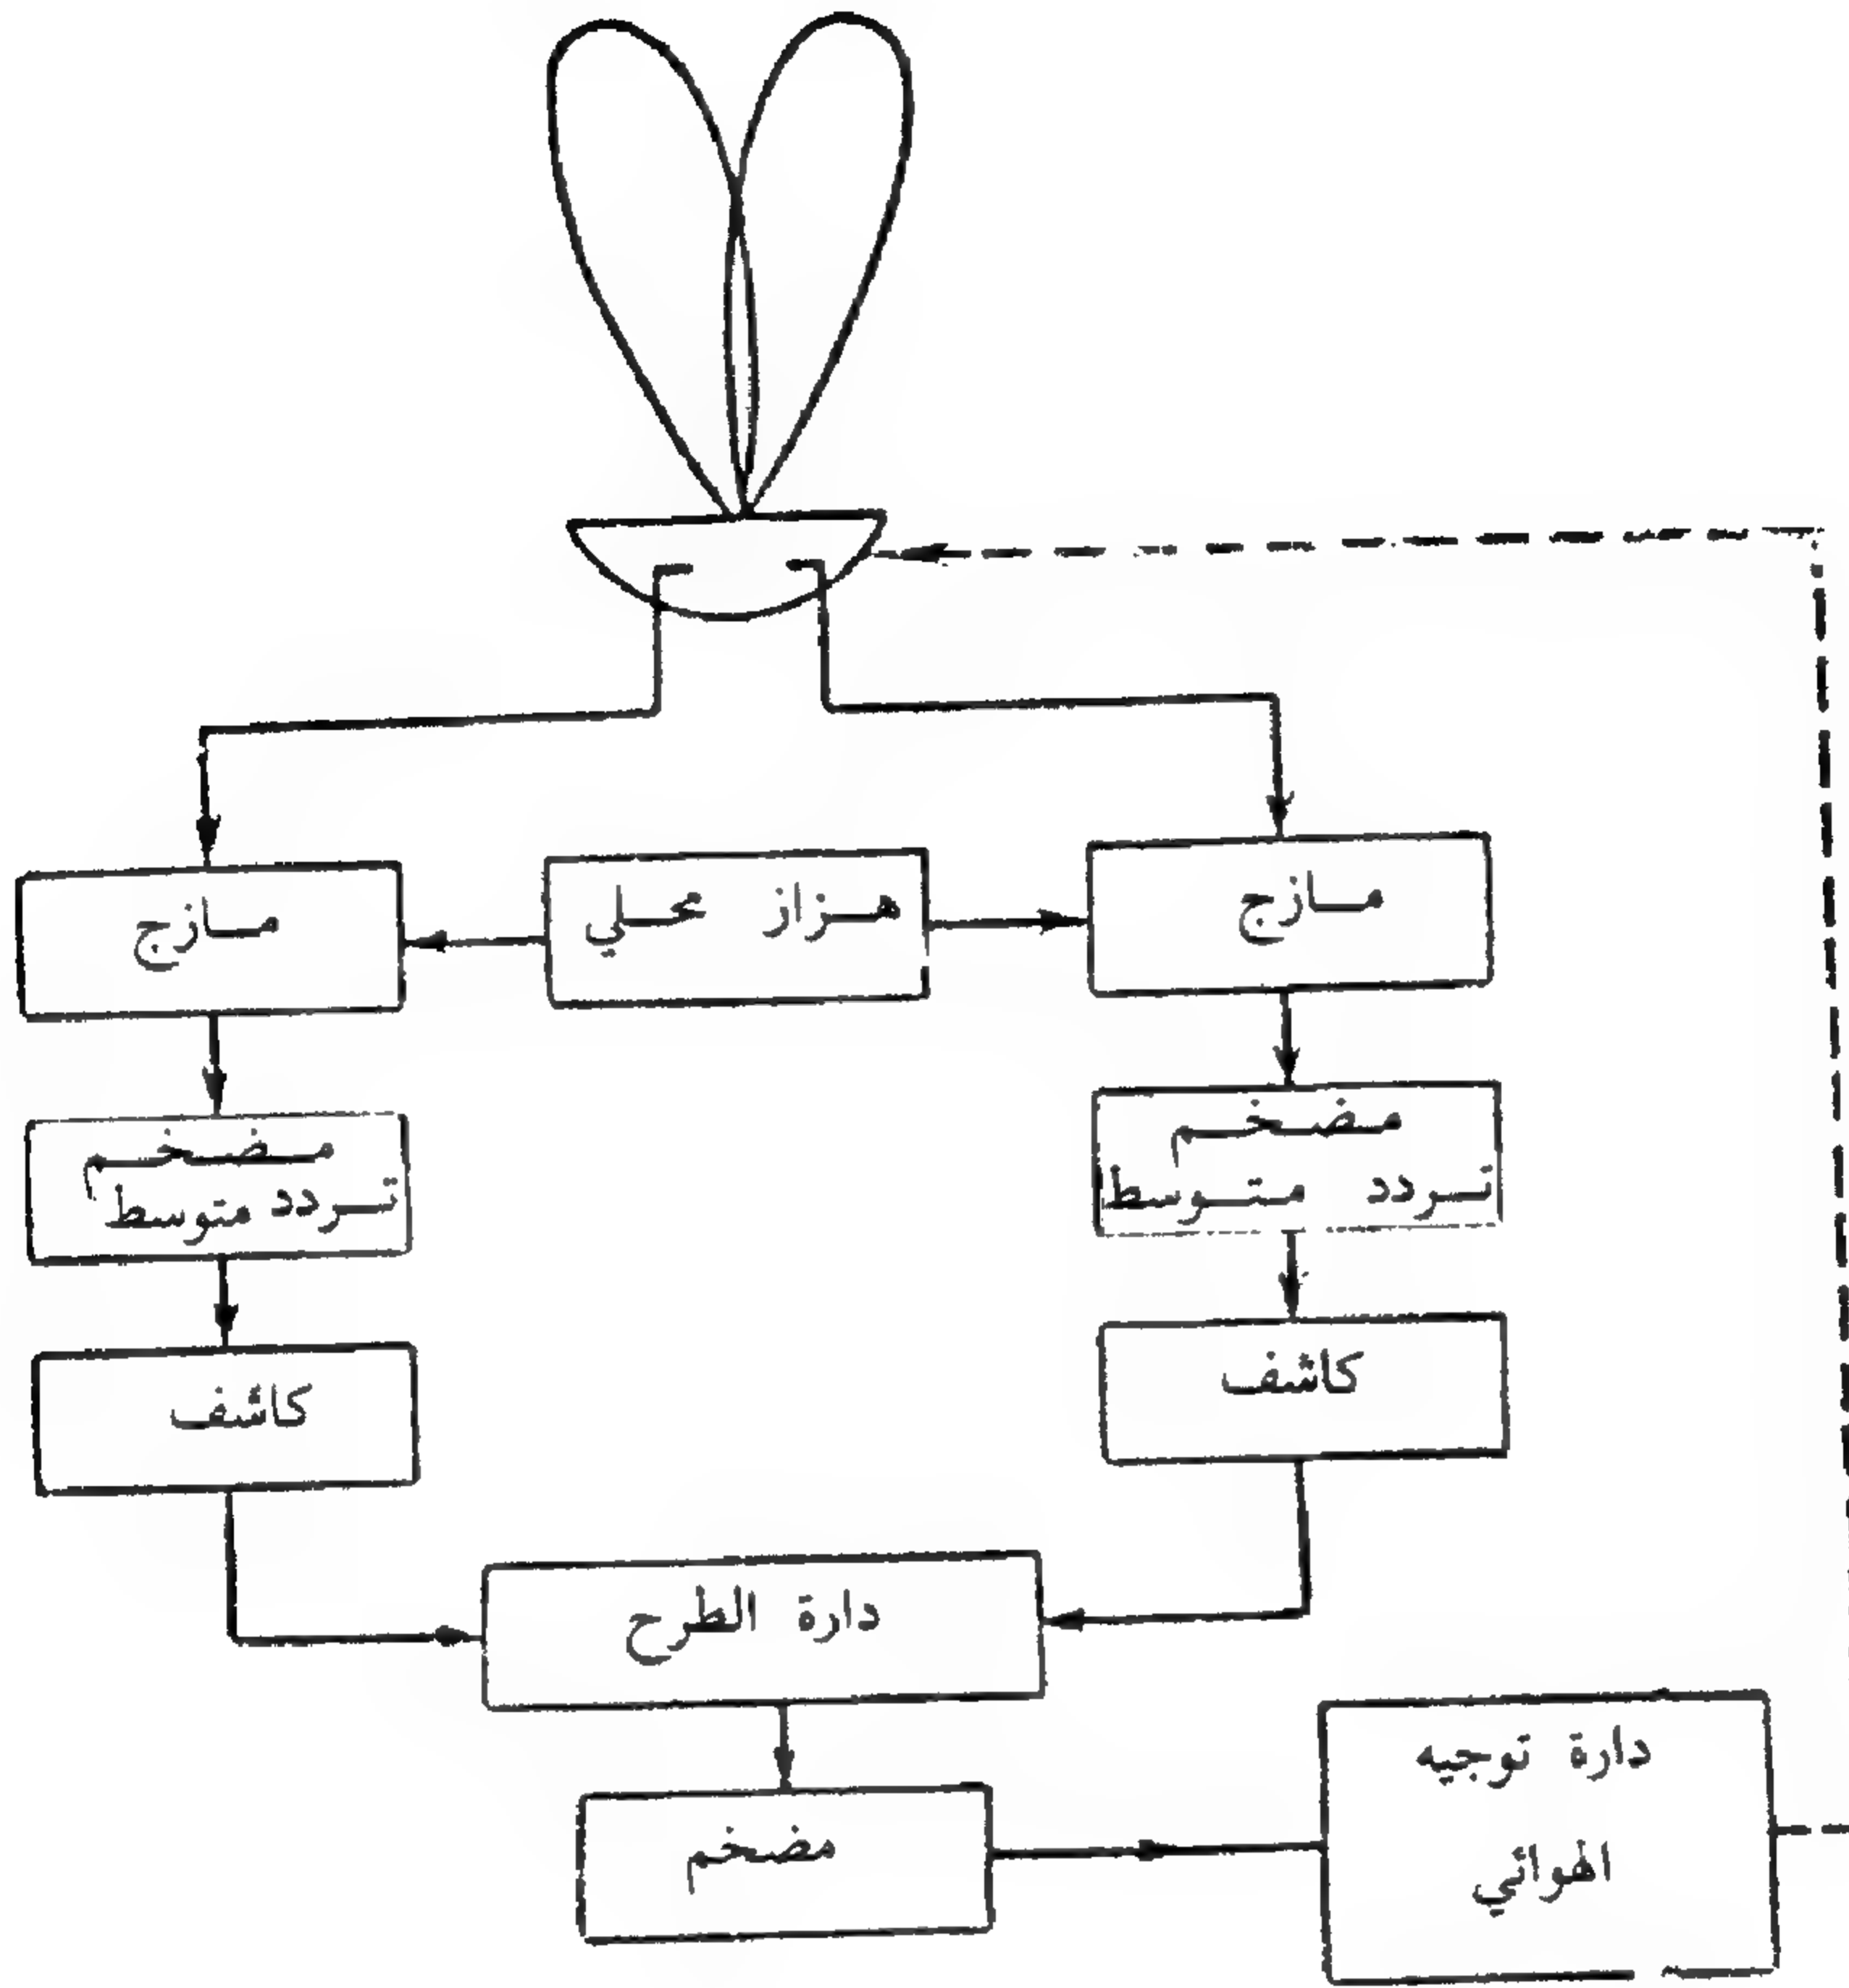 مازج
هزاز محلي
مازج
مضخم
تردد متوسط
مضخم
تردد متوسط
كاشف
كاشف
دارة الطرح
دارة توجيه
الهوائي
مضخم